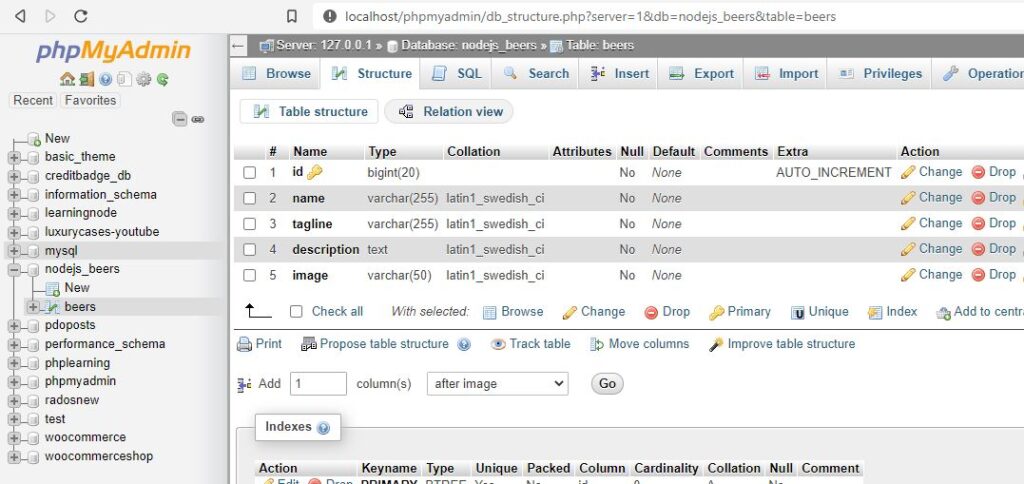 localhost/phpmyadmin/db_structure.php?server=1&db=nodejs_beers&table=beers
phpMyAdmin
Recent Favorites
New
basic_theme
creditbadge_db
information_schema
learningnode
luxurycases-youtube
mysql
nodejs_beers
New
beers
pdoposts
performance_schema
phplearning
phpmyadmin
radosnew
test
woocommerce
woocommerceshop
Server: 127.0.0.1 » Database: nodejs_beers » Table: beers
Browse Structure SQL Search Insert Export Import Privileges Operation
Table structure Relation view
# Name Type Collation Attributes Null Default Comments Extra Action
1 id bigint(20) No None AUTO_INCREMENT Change Drop
2 name varchar(255) latin1_swedish_ci No None Change Drop
3 tagline varchar(255) latin1_swedish_ci No None Change Drop
4 description text latin1_swedish_ci No None Change Drop
5 image varchar(50) latin1_swedish_ci No None Change Drop
Check all With selected: Browse Change Drop Primary Unique Index Add to centra
Print Propose table structure Track table Move columns Improve table structure
Add 1 column(s) after image Go
Indexes
Action Keyname Type Unique Packed Column Cardinality Collation Null Comment
Edit Drop PRIMARY BTREE Yes No id 0 A No